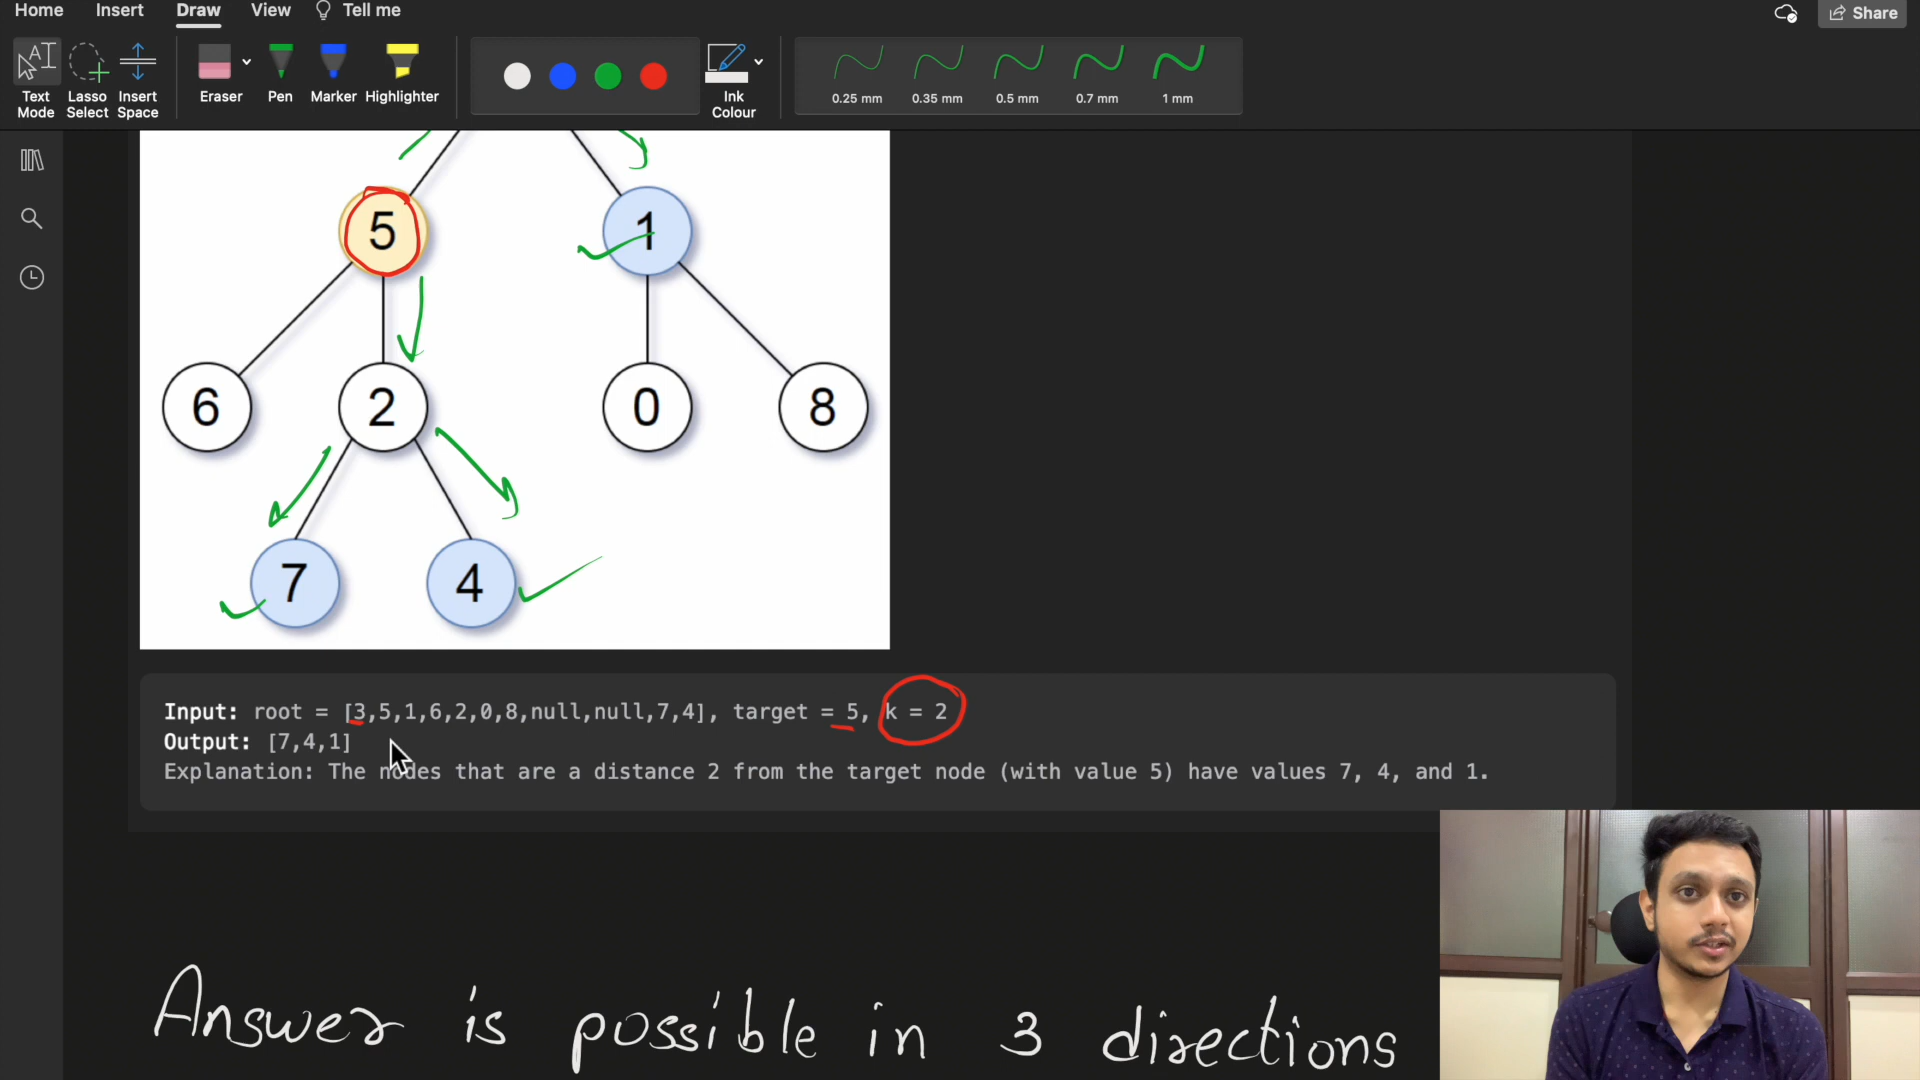 Home Insert Draw View Tell me Share
Text Mode Lasso Select Insert Space Eraser Pen Marker Highlighter Ink Colour 0.25 mm 0.35 mm 0.5 mm 0.7 mm 1 mm
5 1
6 2 0 8
7 4
Input: root = [3,5,1,6,2,0,8,null,null,7,4], target = 5, k = 2
Output: [7,4,1]
Explanation: The nodes that are a distance 2 from the target node (with value 5) have values 7, 4, and 1.
Answer is possible in 3 directions